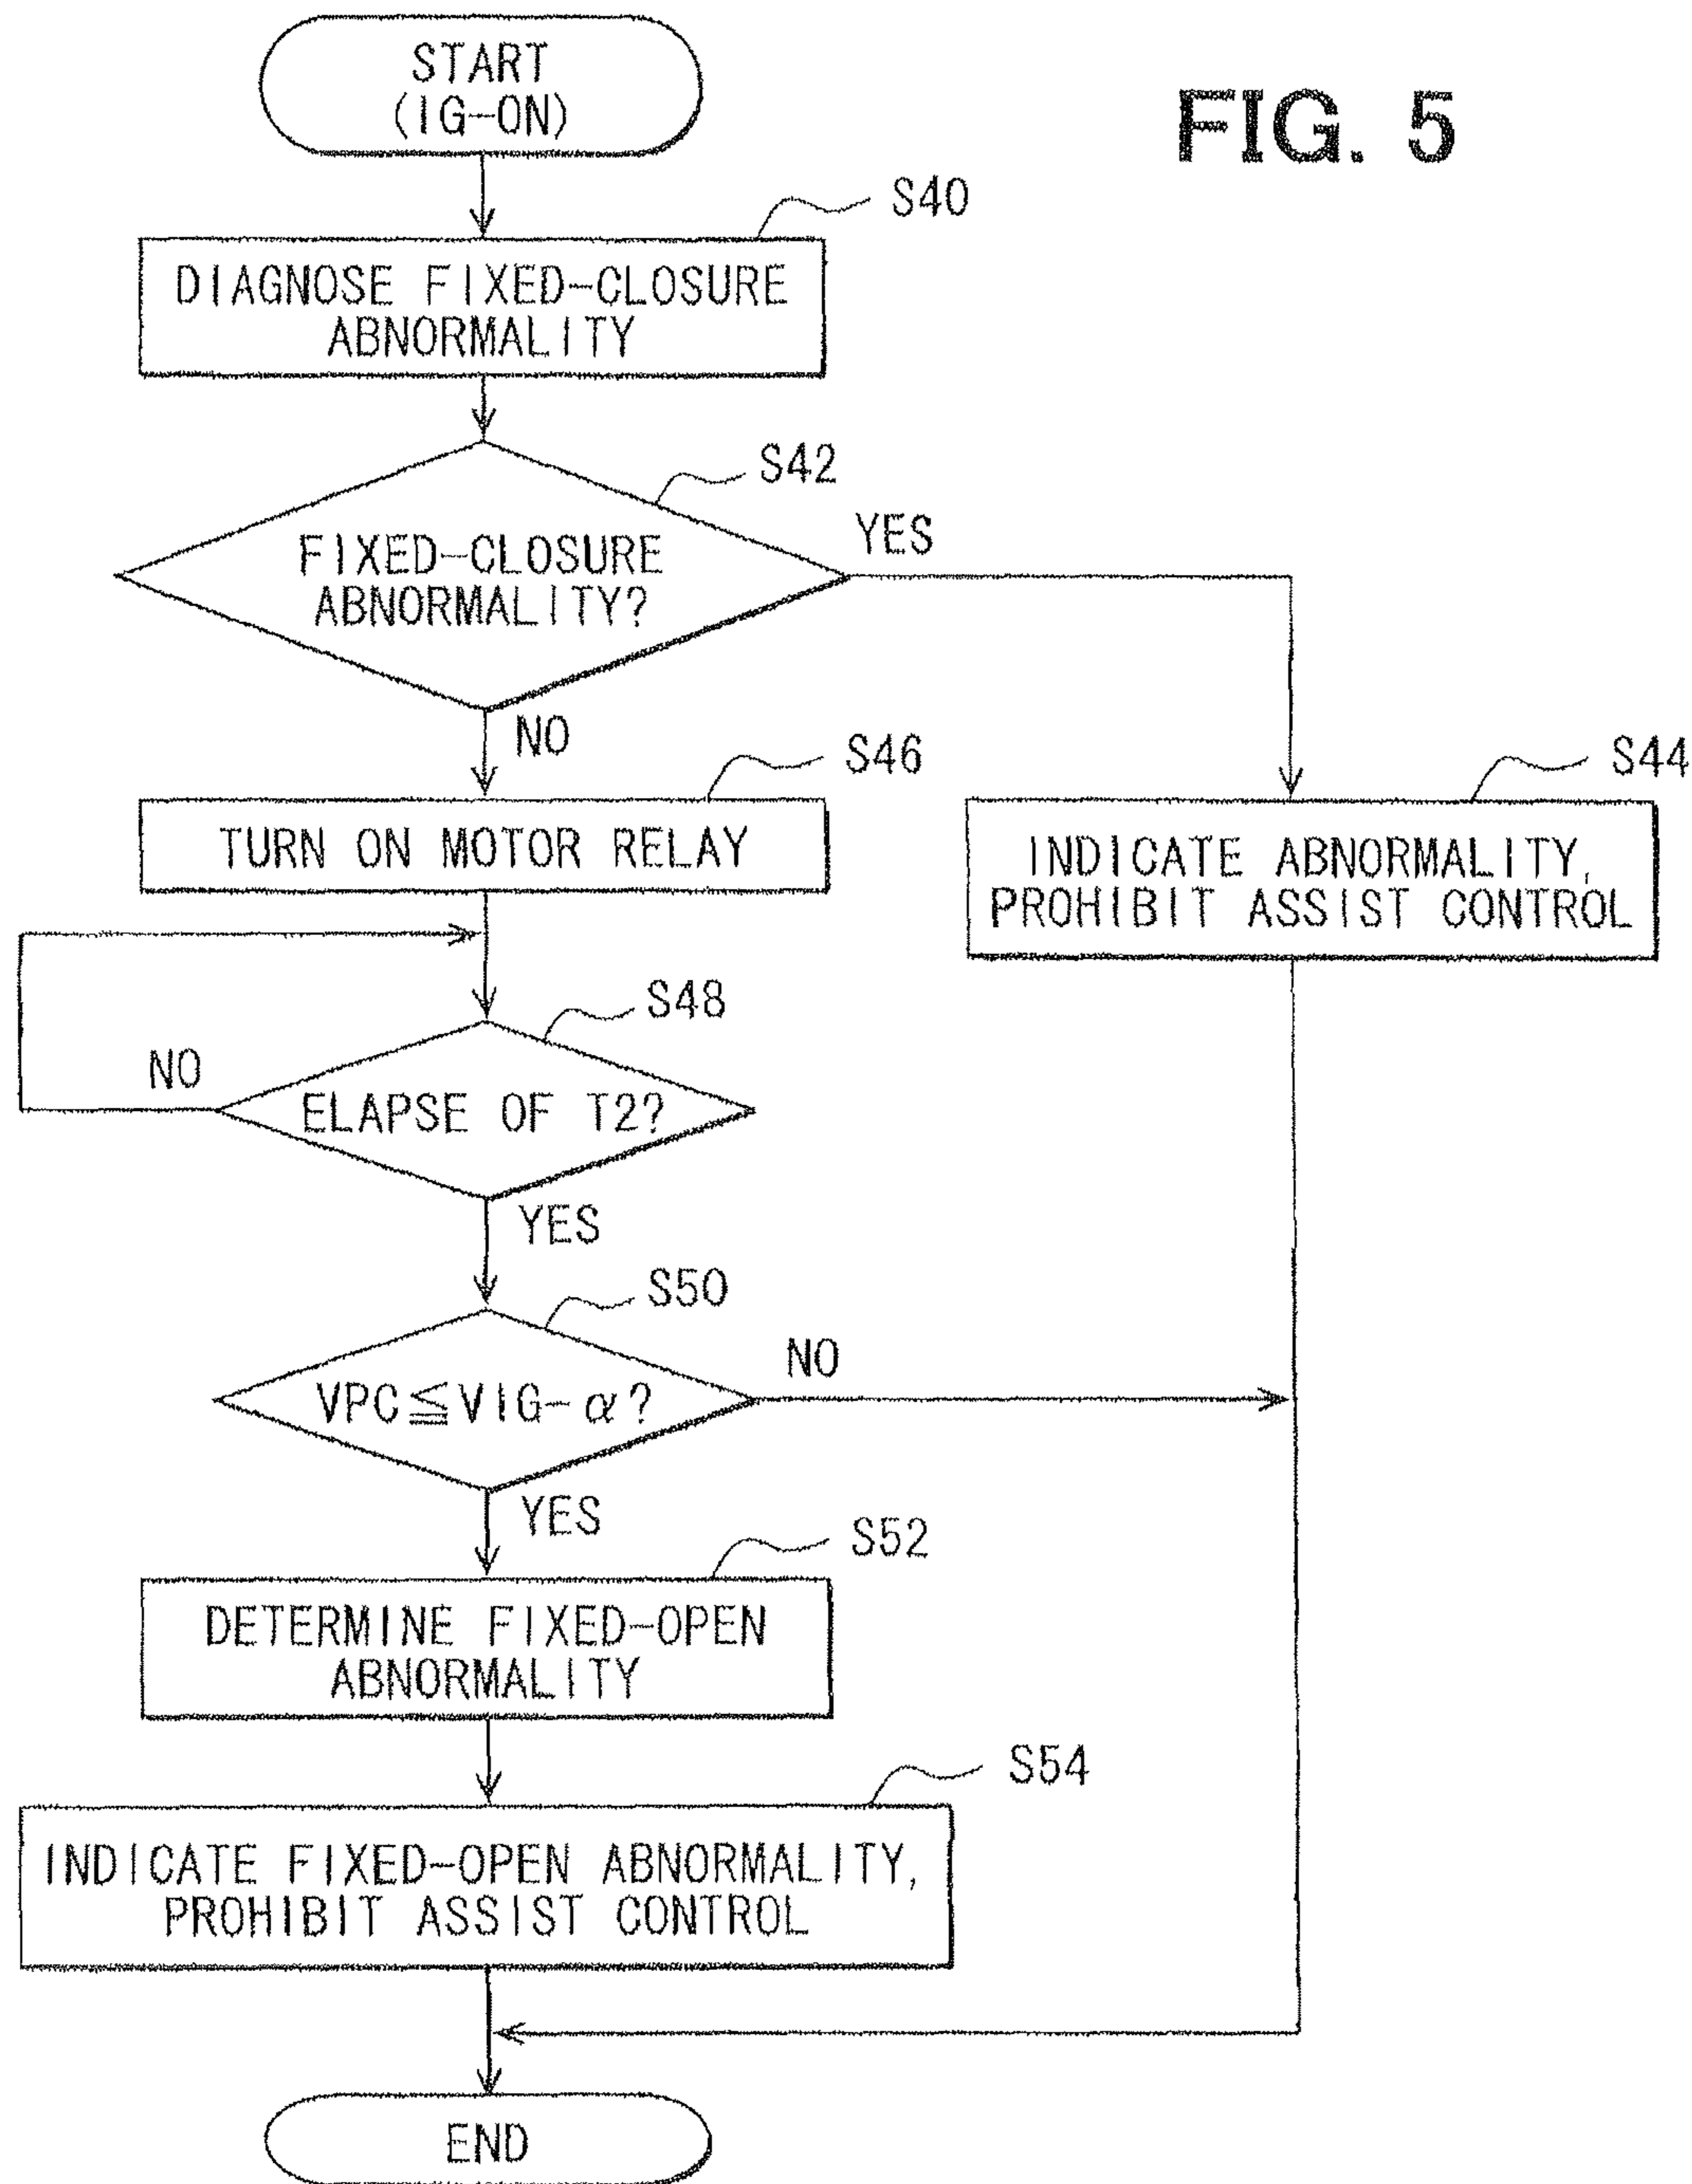 START
(IG-ON)
FIG. 5
S40
DIAGNOSE FIXED-CLOSURE
ABNORMALITY
S42
FIXED-CLOSURE
ABNORMALITY?
YES
NO
S46
TURN ON MOTOR RELAY
S44
INDICATE ABNORMALITY,
PROHIBIT ASSIST CONTROL
S48
NO
ELAPSE OF T2?
YES
S50
VPC≦VIG-α?
NO
YES
S52
DETERMINE FIXED-OPEN
ABNORMALITY
S54
INDICATE FIXED-OPEN ABNORMALITY,
PROHIBIT ASSIST CONTROL
END